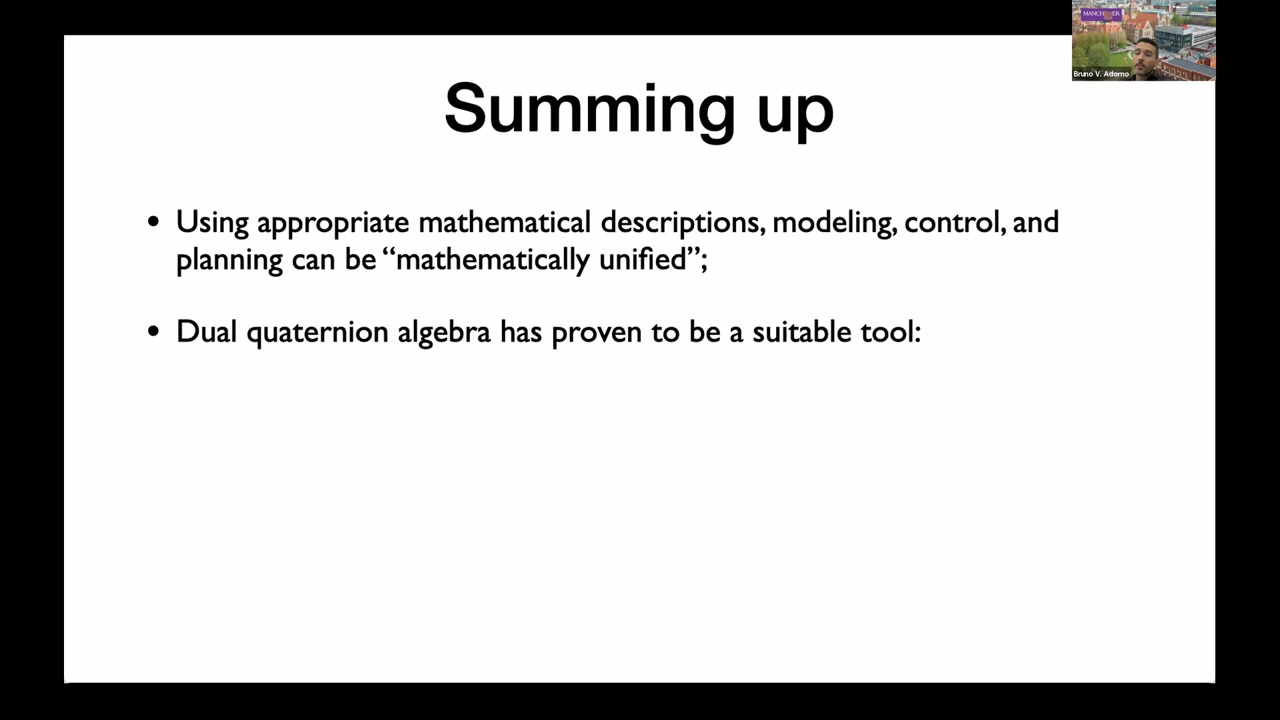 MANCHESTER
Bruno V. Adorno
Summing up
• Using appropriate mathematical descriptions, modeling, control, and
planning can be “mathematically unified”;
• Dual quaternion algebra has proven to be a suitable tool: